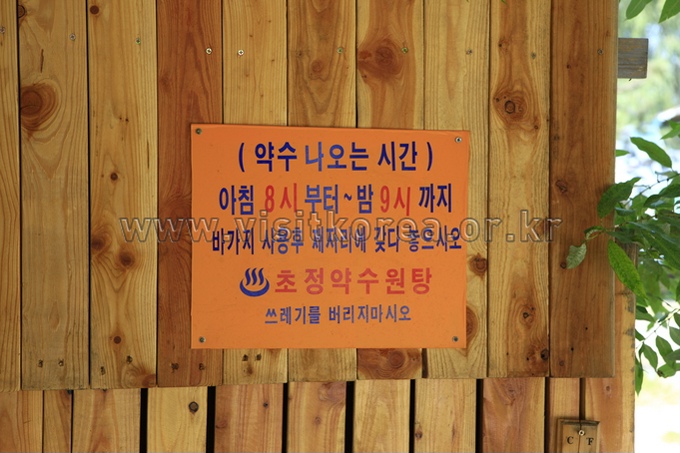 ( 약수 나오는 시간 )
아침 8시 부터 ~ 밤 9시 까지
www.visitkorea.or.kr
바가지 사용후 제자리에 갖다 놓으시오
♨ 초정약수원탕
쓰레기를 버리지마시오
C F